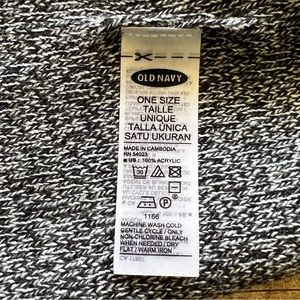 OLD NAVY
ONE SIZE
TAILLE
UNIQUE
TALLA ÚNICA
SATU UKURAN
MADE IN CAMBODIA
RN 54023
US : 100% ACRYLIC
P
1166
MACHINE WASH COLD
GENTLE CYCLE / ONLY
NON-CHLORINE BLEACH
WHEN NEEDED / DRY
FLAT / WARM IRON